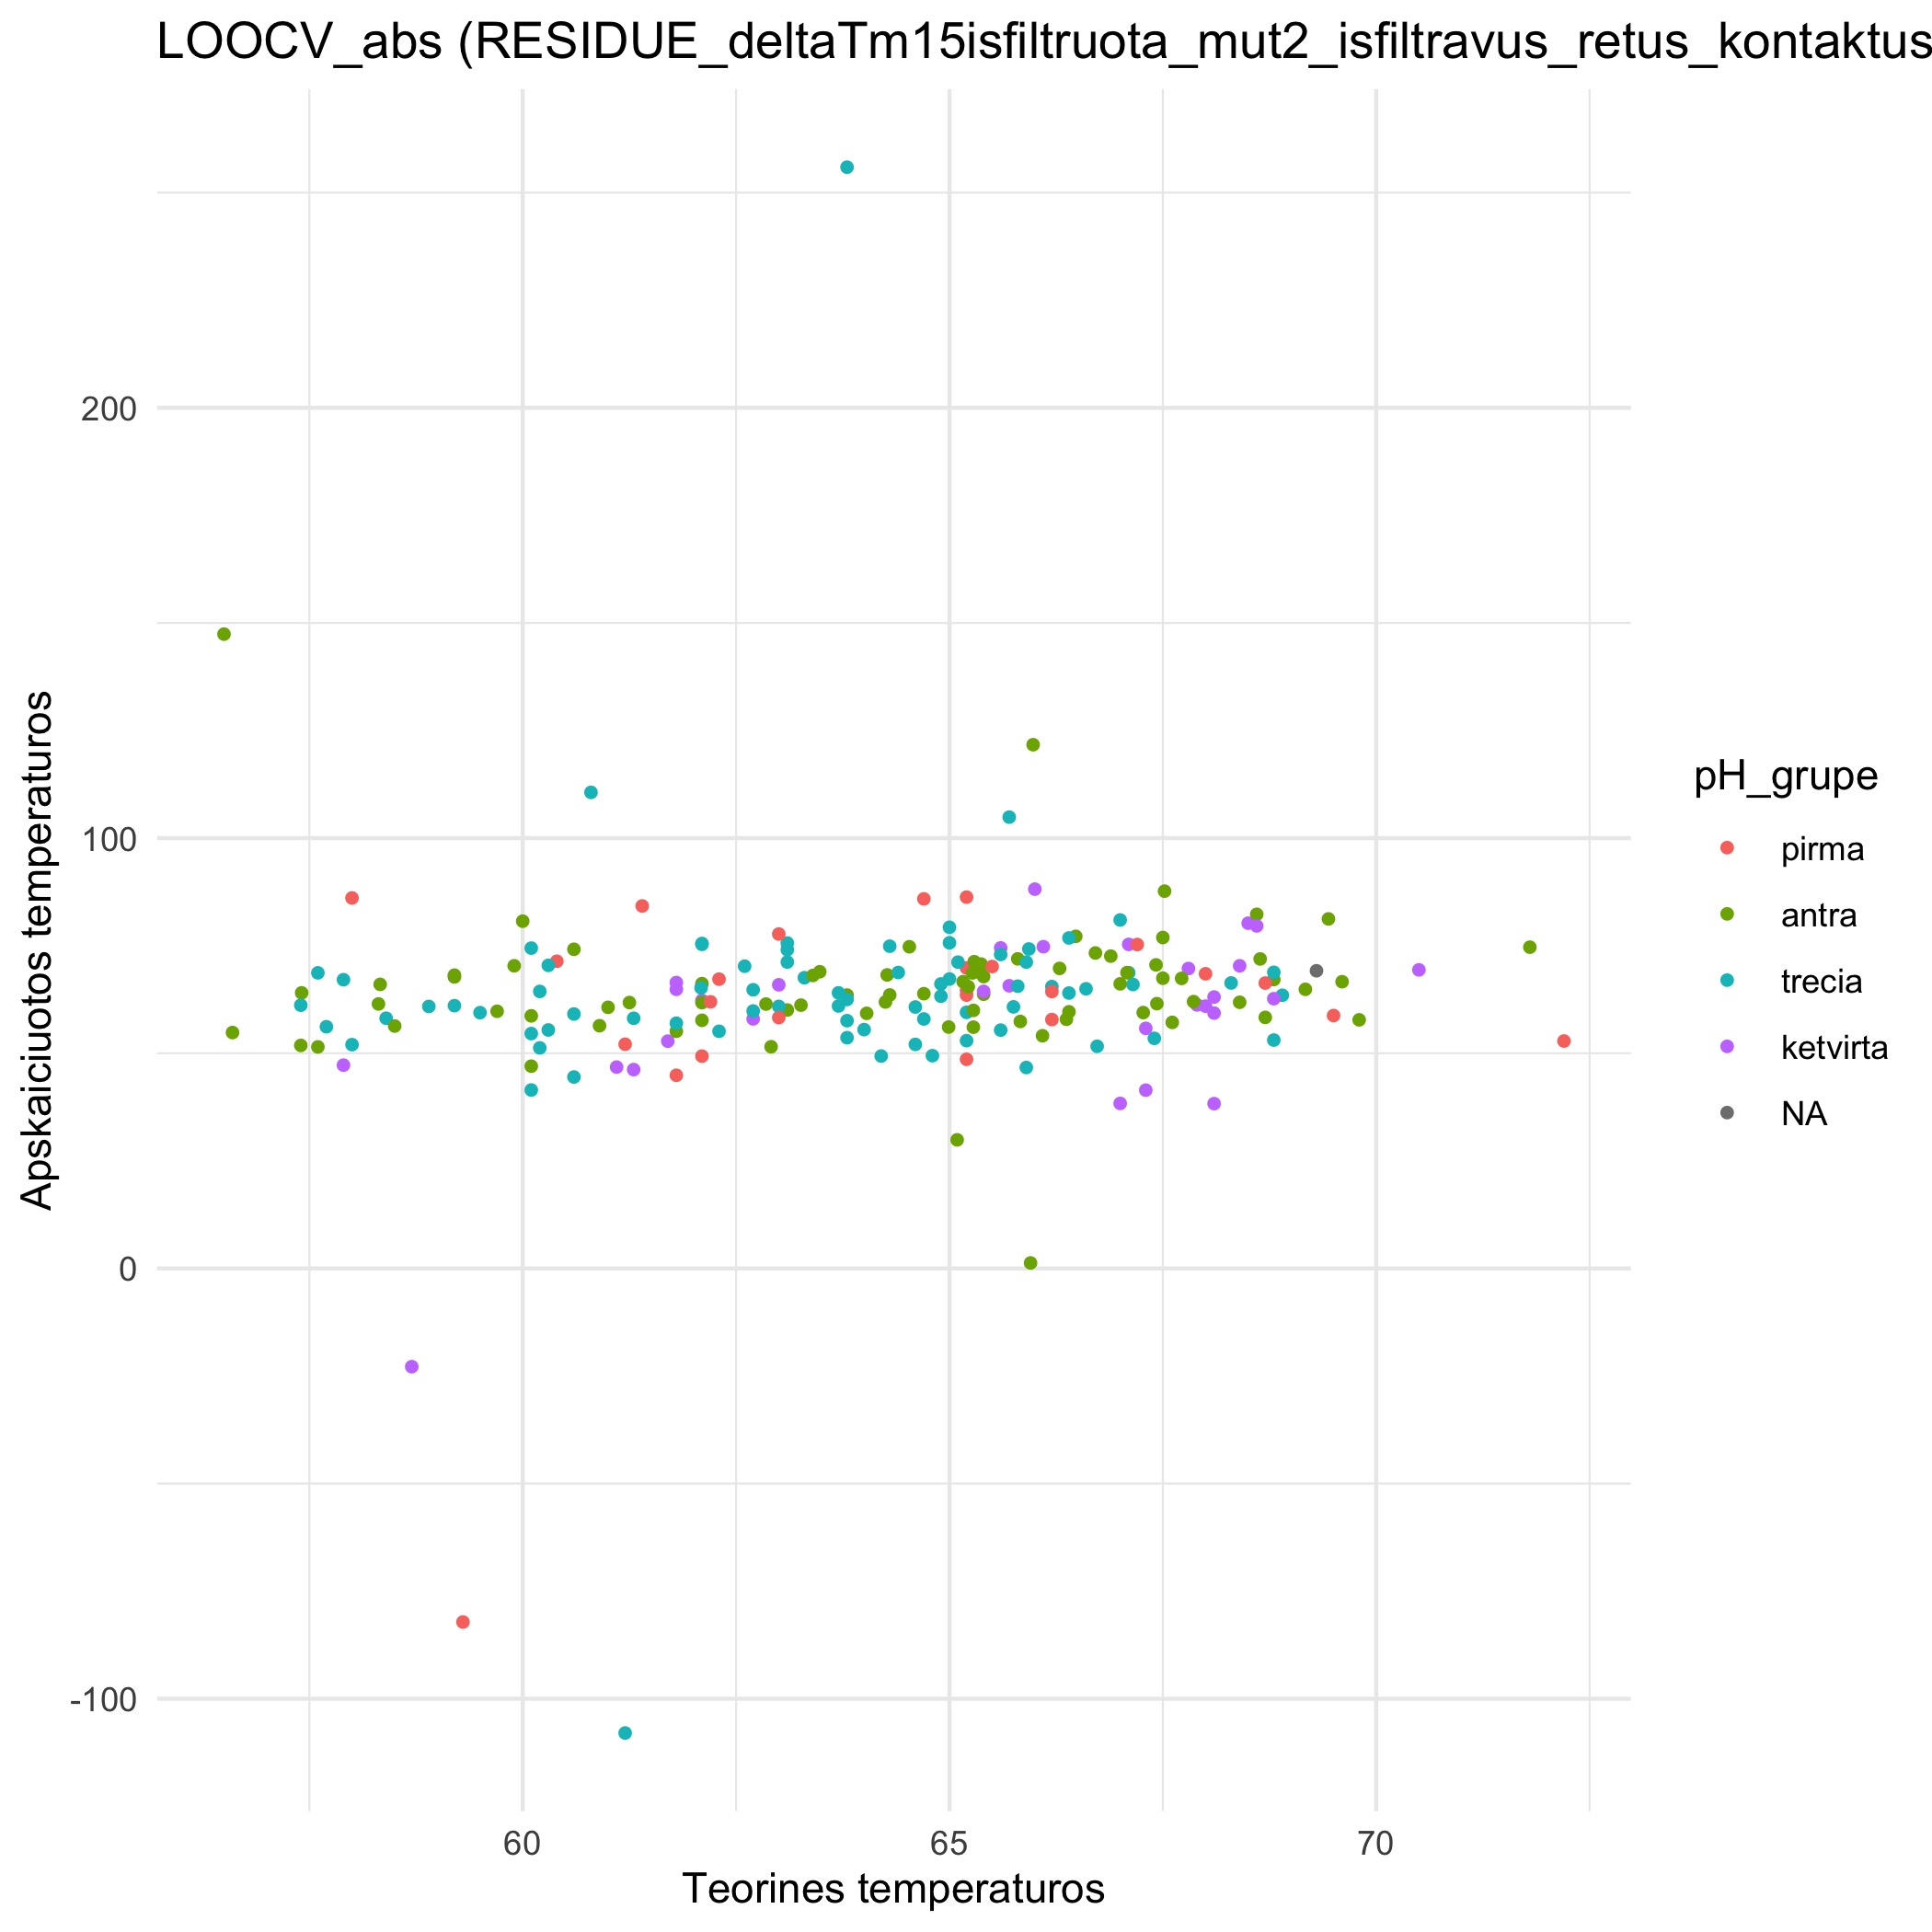 LOOCV_abs (RESIDUE_deltaTm15isfiltruota_mut2_isfiltravus_retus_kontaktus
Apskaiciuotos temperaturos
200
100
0
-100
60 65 70
Teorines temperaturos
pH_grupe
pirma
antra
trecia
ketvirta
NA